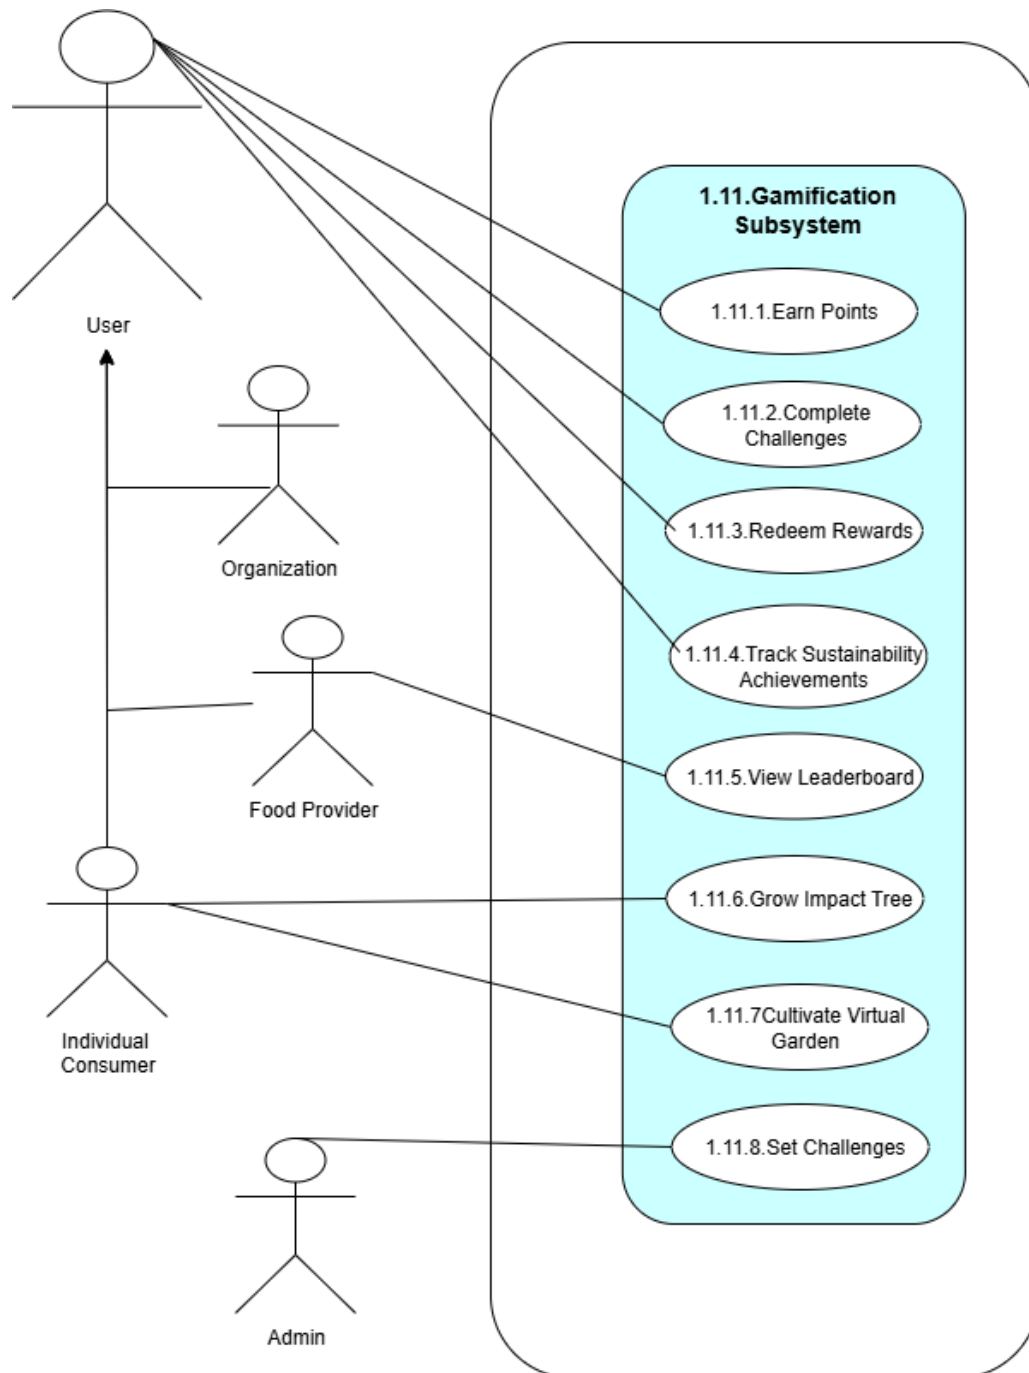 1.11.Gamification
Subsystem
1.11.1.Earn Points
User
1.11.2.Complete
Challenges
1.11.3.Redeem Rewards
Organization
1.11.4.Track Sustainability
Achievements
1.11.5.View Leaderboard
Food Provider
1.11.6.Grow Impact Tree
1.11.7Cultivate Virtual
Garden
Individual
Consumer
1.11.8.Set Challenges
Admin